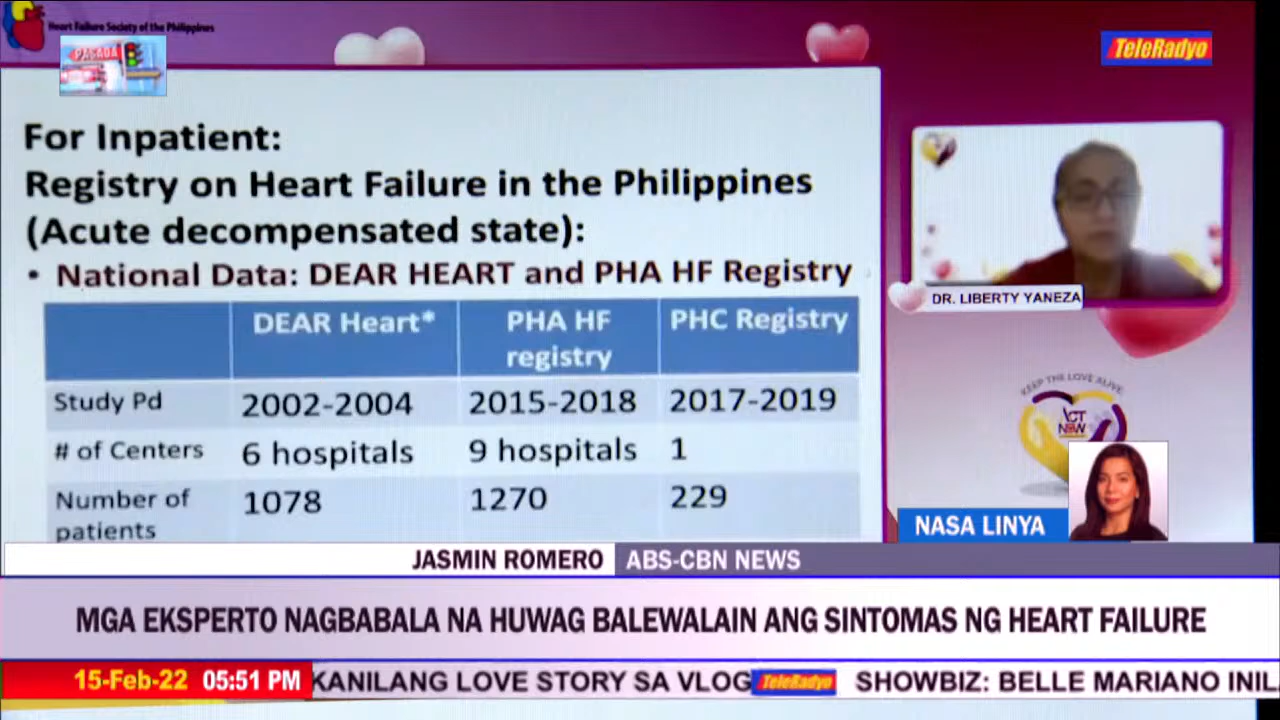 Heart Failure Society of the Philippines
PASADA
TeleRadyo
For Inpatient:
Registry on Heart Failure in the Philippines
(Acute decompensated state):
• National Data: DEAR HEART and PHA HF Registry
DEAR Heart* PHA HF registry PHC Registry
Study Pd 2002-2004 2015-2018 2017-2019
# of Centers 6 hospitals 9 hospitals 1
Number of patients 1078 1270 229
DR. LIBERTY YANEZA
KEEP THE LOVE ALIVE
ACT
NOW
NASA LINYA
JASMIN ROMERO ABS-CBN NEWS
MGA EKSPERTO NAGBABALA NA HUWAG BALEWALAIN ANG SINTOMAS NG HEART FAILURE
15-Feb-22 05:51 PM KANILANG LOVE STORY SA VLOG TeleRadyo SHOWBIZ: BELLE MARIANO INIL